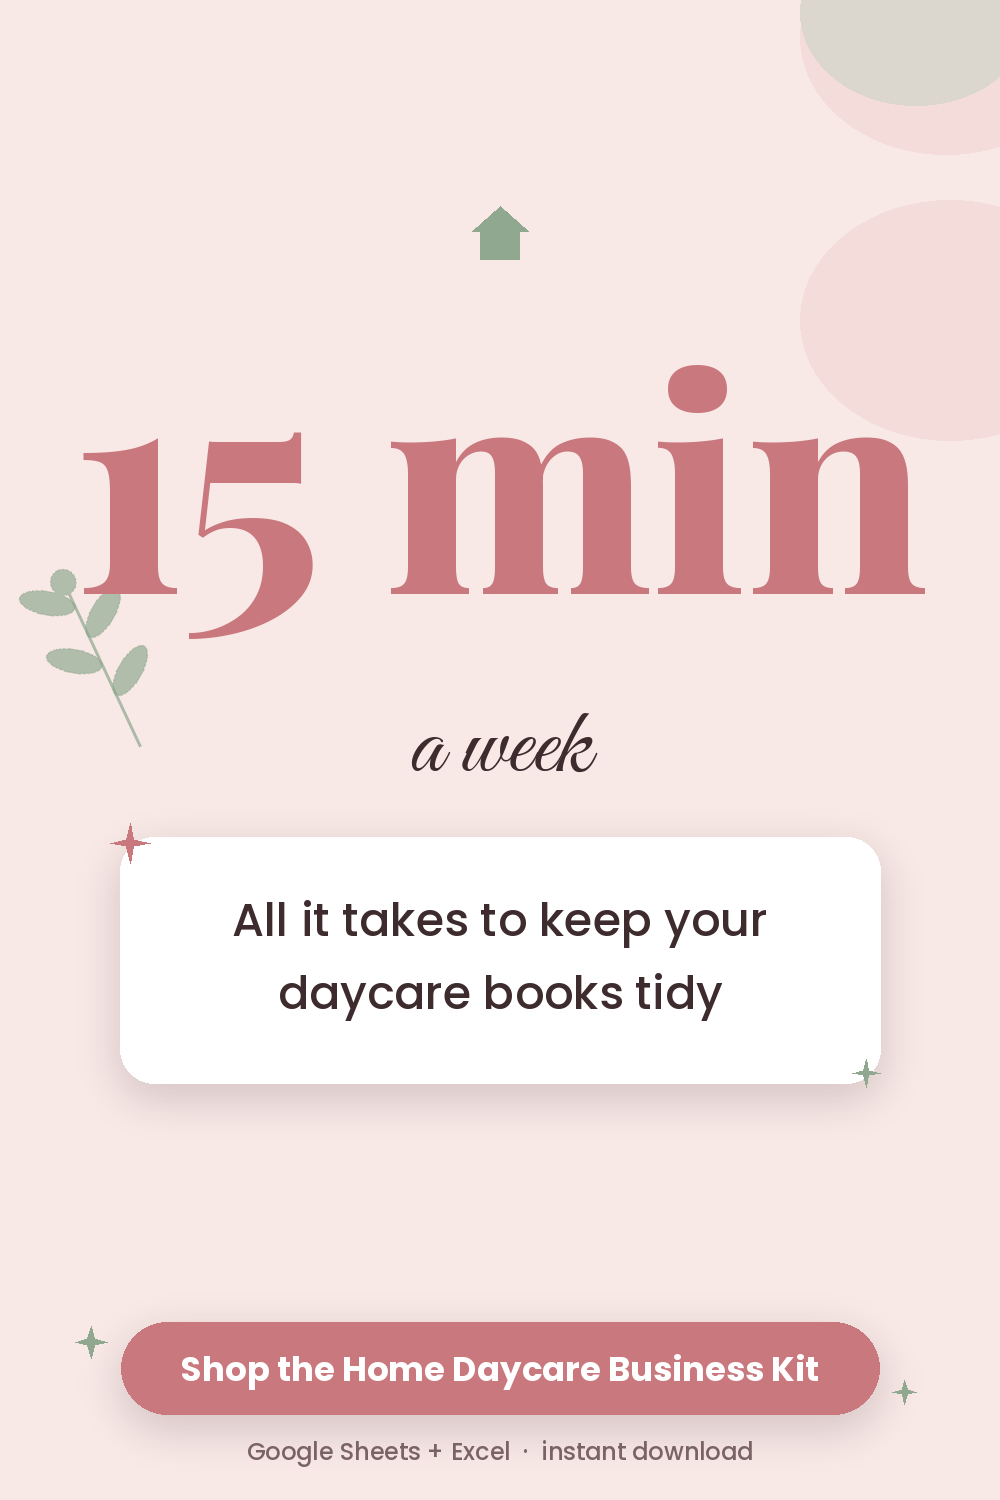 15 min
a week
All it takes to keep your
daycare books tidy
Shop the Home Daycare Business Kit
Google Sheets + Excel · instant download